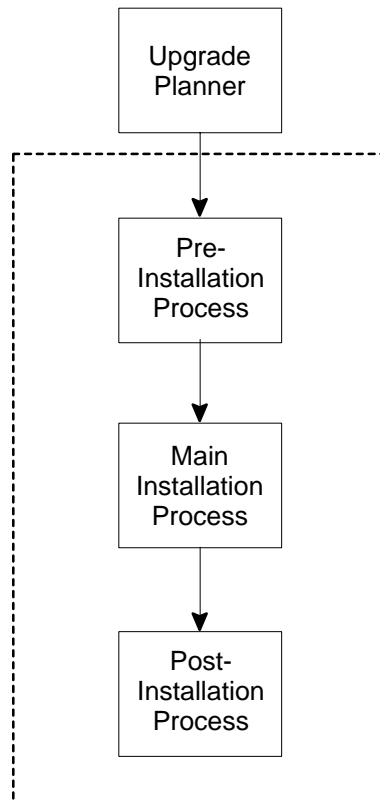 Upgrade
Planner
Pre-
Installation
Process
Main
Installation
Process
Post-
Installation
Process